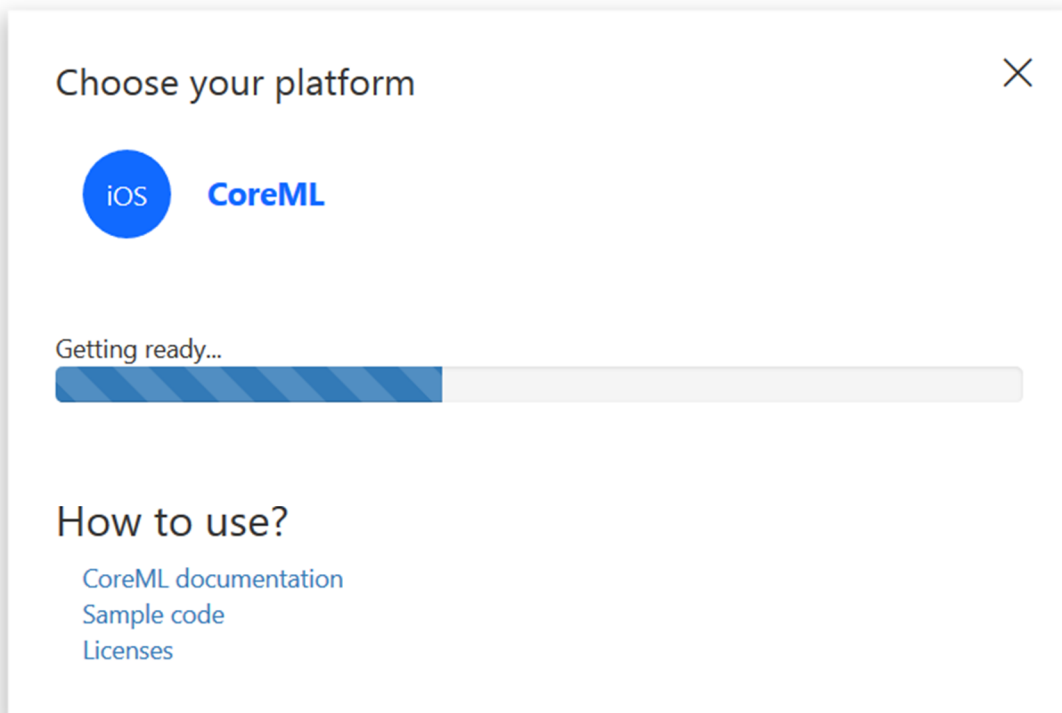 Choose your platform
iOS CoreML
Getting ready...
How to use?
CoreML documentation
Sample code
Licenses